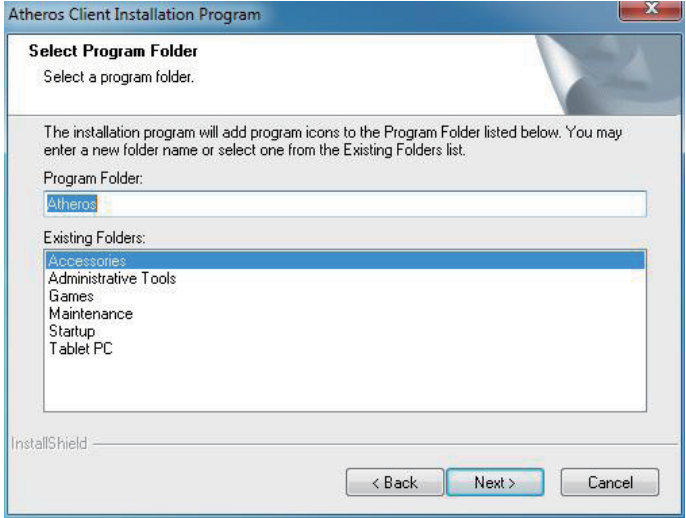 Atheros Client Installation Program
Select Program Folder
Select a program folder.
The installation program will add program icons to the Program Folder listed below. You may
enter a new folder name or select one from the Existing Folders list.
Program Folder:
Atheros
Existing Folders:
Accessories
Administrative Tools
Games
Maintenance
Startup
Tablet PC
InstallShield
< Back
Next >
Cancel